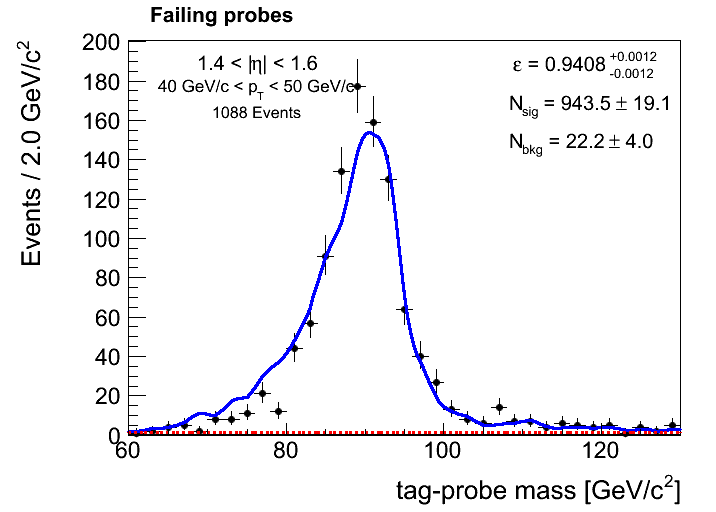 Failing probes
Events / 2.0 GeV/c²
200
180
160
140
120
100
80
60
40
20
0
1.4 < |η| < 1.6
40 GeV/c < p_T < 50 GeV/c
1088 Events
ε = 0.9408 +0.0012 -0.0012
N_sig = 943.5 ± 19.1
N_bkg = 22.2 ± 4.0
60 80 100 120
tag-probe mass [GeV/c²]